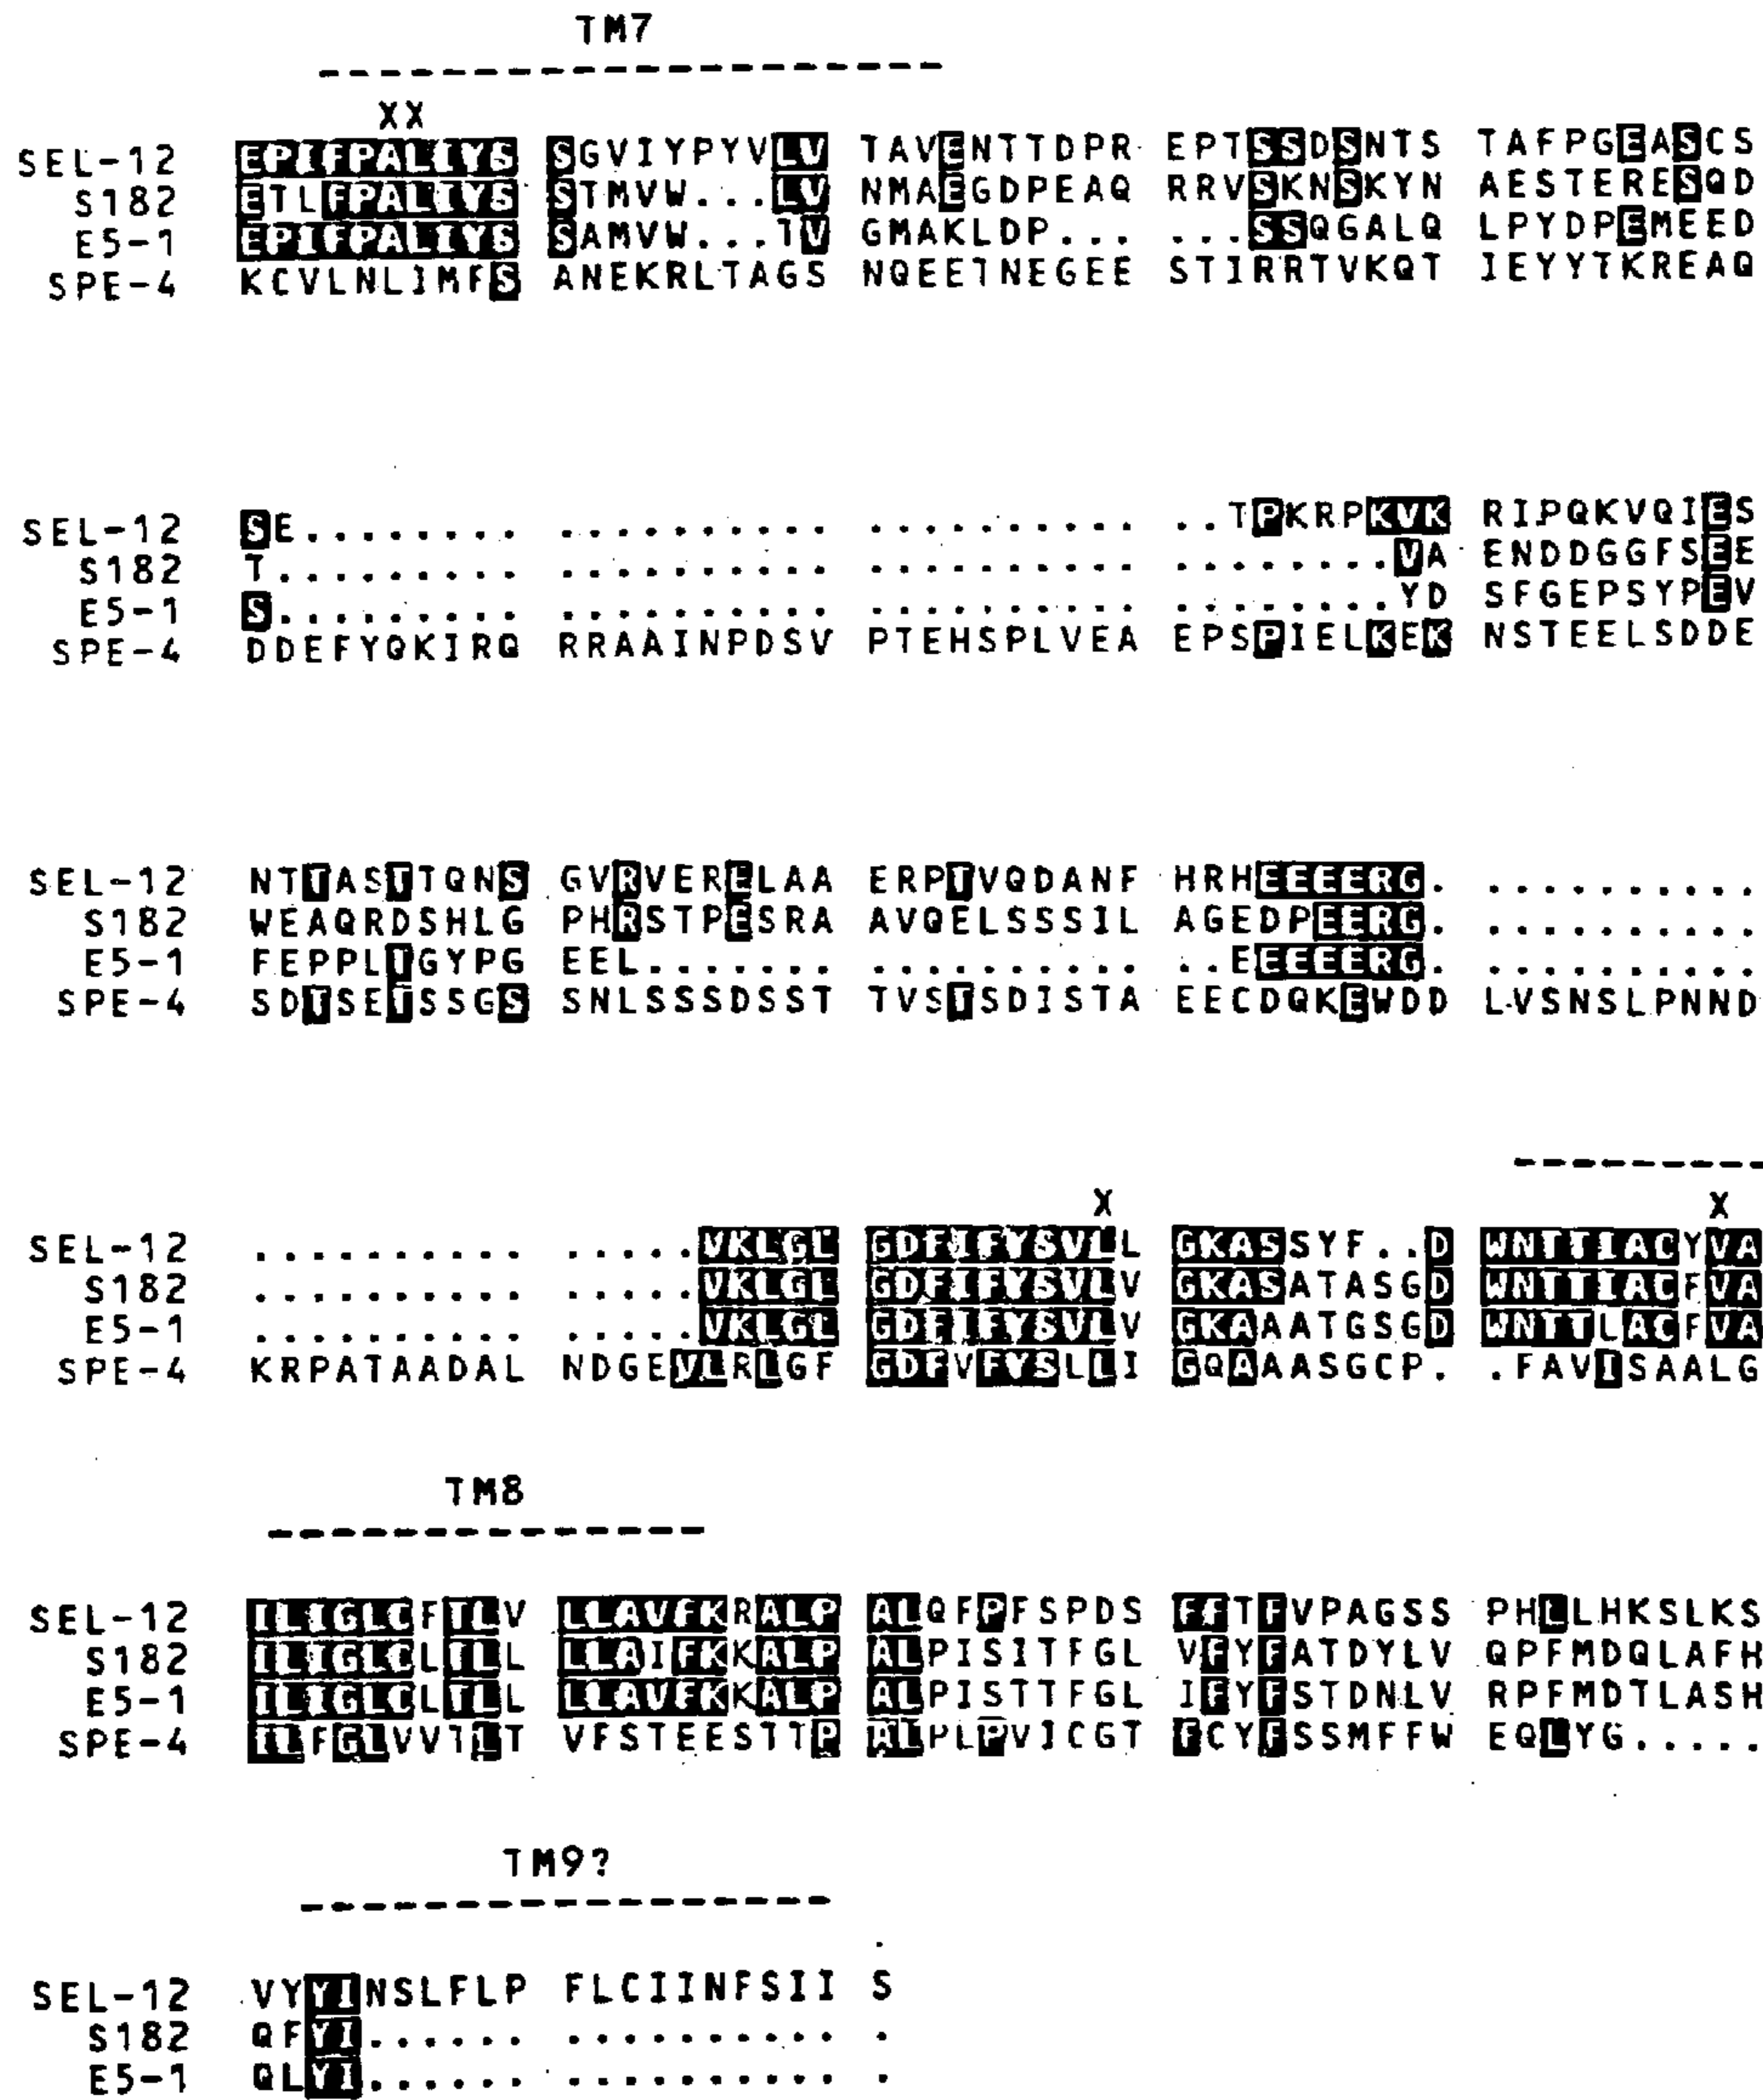 TM7
--------------------
XX
SEL-12 EPIFPALIYS SGVIYPYVLV TAVENTTDPR EPTSSDSNTS TAFPGEASCS
S182 ETLFPALIYS STMVW...LV NMAEGDPEAQ RRVSKNSKYN AESTERESQD
E5-1 EPIFPALIYS SAMVW...TV GMAKLDP... ...SSQGALQ LPYDPEMEED
SPE-4 KCVLNLIMFS ANEKRLTAGS NQEETNEGEE STIRRTVKQT IEYYTKREAQ
SEL-12 SE........ .......... .......... ..TPKRPKVK RIPQKVQIES
S182 T......... .......... .......... ........VA ENDDGGFSEE
E5-1 S......... .......... .......... ........YD SFGEPSYPEV
SPE-4 DDEFYQKIRQ RRAAINPDSV PTEHSPLVEA EPSPIELKEK NSTEELSDDE
SEL-12 NTTASTTQNS GVRVERELAA ERPTVQDANF HRHEEEERG. ..........
S182 WEAQRDSHLG PHRSTPESRA AVQELSSSIL AGEDPEERG. ..........
E5-1 FEPPLTGYPG EEL....... .......... ..EEEEERG. ..........
SPE-4 SDTSETSSGS SNLSSSDSST TVSTSDISTA EECDQKEWDD LVSNSLPNND
---------
X X
SEL-12 .......... .....VKLGL GDFIFYSVLL GKASSYF..D WNTTIACYVA
S182 .......... .....VKLGL GDFIFYSVLV GKASATASGD WNTTIACFVA
E5-1 .......... .....VKLGL GDFIFYSVLV GKAAATGSGD WNTTLACFVA
SPE-4 KRPATAADAL NDGEVLRLGF GDFVFYSLLI GQAAASGCP. .FAVISAALG
TM8
--------------
SEL-12 ILIGLCFTLV LLAVFKRALP ALQFPFSPDS FFTFVPAGSS PHLLHKSLKS
S182 ILIGLCLTLL LLAIFKKALP ALPISITFGL VFYFATDYLV QPFMDQLAFH
E5-1 ILIGLCLTLL LLAVFKKALP ALPISTTFGL IFYFSTDNLV RPFMDTLASH
SPE-4 ILFGLVVTLT VFSTEESTTP ALPLPVICGT FCYFSSMFFW EQLYG.....
TM9?
-----------------
SEL-12 VYYINSLFLP FLCIINFSII S
S182 QFYI...... .......... .
E5-1 QLYI...... .......... .